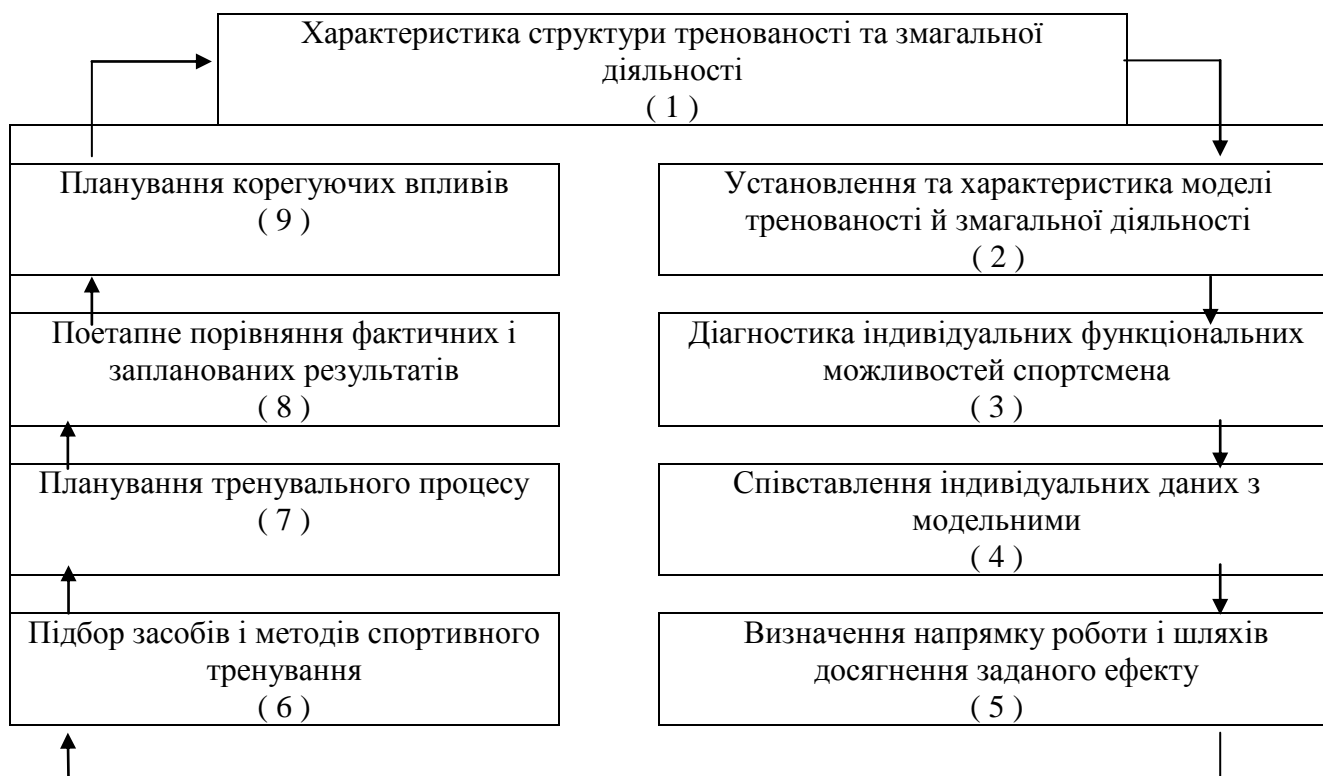 Характеристика структури тренованості та змагальної
діяльності
( 1 )
Установлення та характеристика моделі
тренованості й змагальної діяльності
( 2 )
Діагностика індивідуальних функціональних
можливостей спортсмена
( 3 )
Співставлення індивідуальних даних з
модельними
( 4 )
Визначення напрямку роботи і шляхів
досягнення заданого ефекту
( 5 )
Підбор засобів і методів спортивного
тренування
( 6 )
Планування тренувального процесу
( 7 )
Поетапне порівняння фактичних і
запланованих результатів
( 8 )
Планування корегуючих впливів
( 9 )